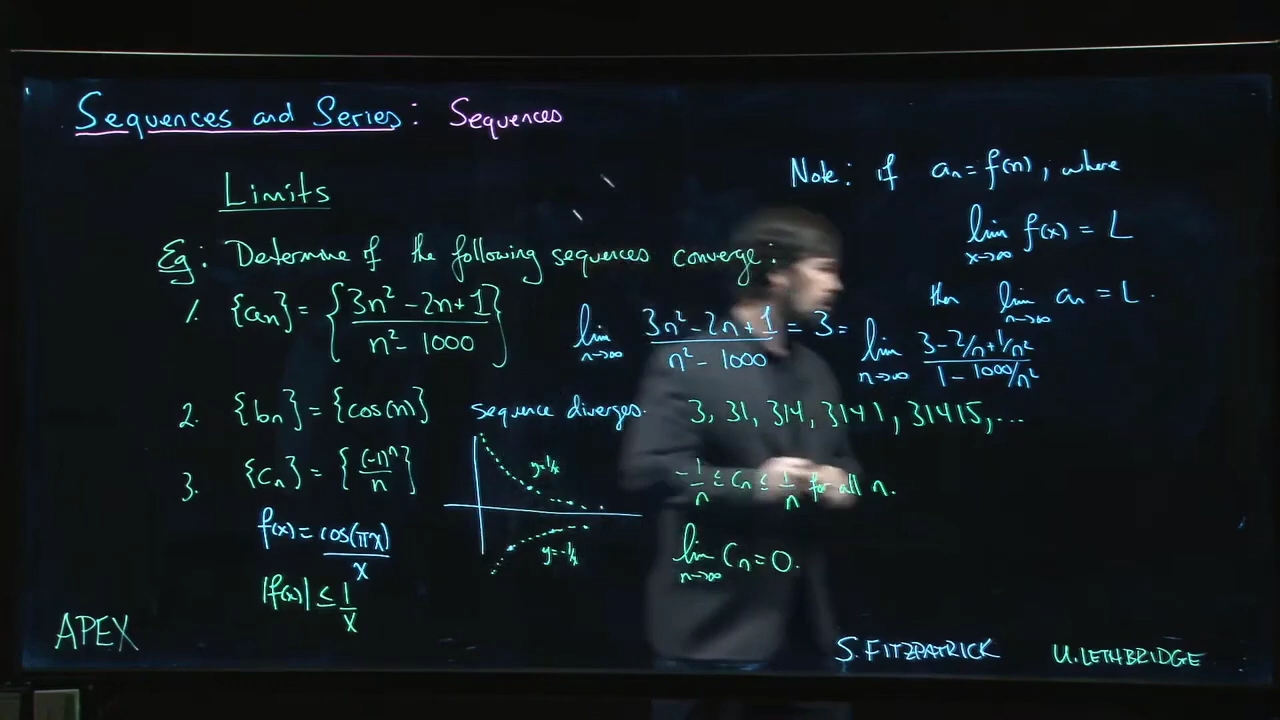 Sequences and Series: Sequences
Limits
Note: if aₙ = f(n), where
lim x→∞ f(x) = L
then lim n→∞ aₙ = L.
Eg: Determine if the following sequences converge:
1. {aₙ} = {(3n² - 2n + 1)/(n² - 1000)}
lim n→∞ (3n² - 2n + 1)/(n² - 1000) = 3 = lim n→∞ (3 - 2/n + 1/n²)/(1 - 1000/n²)
2. {bₙ} = {cos(n)} sequence diverges. 3, 31, 314, 3141, 31415, ...
3. {cₙ} = {(-1)ⁿ/n}
y=1/x
y=-1/x
-1/n ≤ cₙ ≤ 1/n for all n.
lim n→∞ cₙ = 0.
f(x) = cos(πx)/x
|f(x)| ≤ 1/x
APEX
S. FITZPATRICK
U. LETHBRIDGE